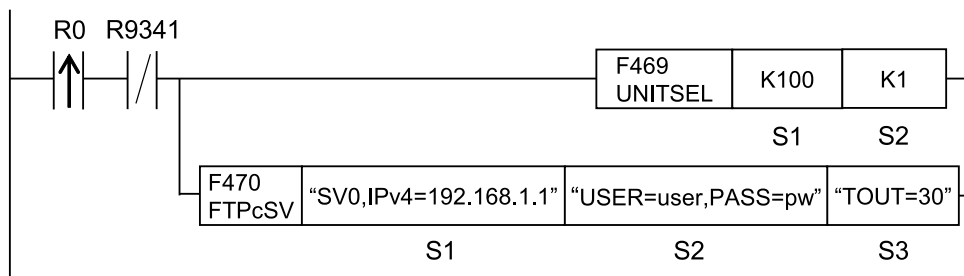 R0 R9341
F469 UNITSEL K100 K1
S1 S2
F470 FTPcSV “SV0,IPv4=192.168.1.1” “USER=user,PASS=pw” “TOUT=30”
S1 S2 S3